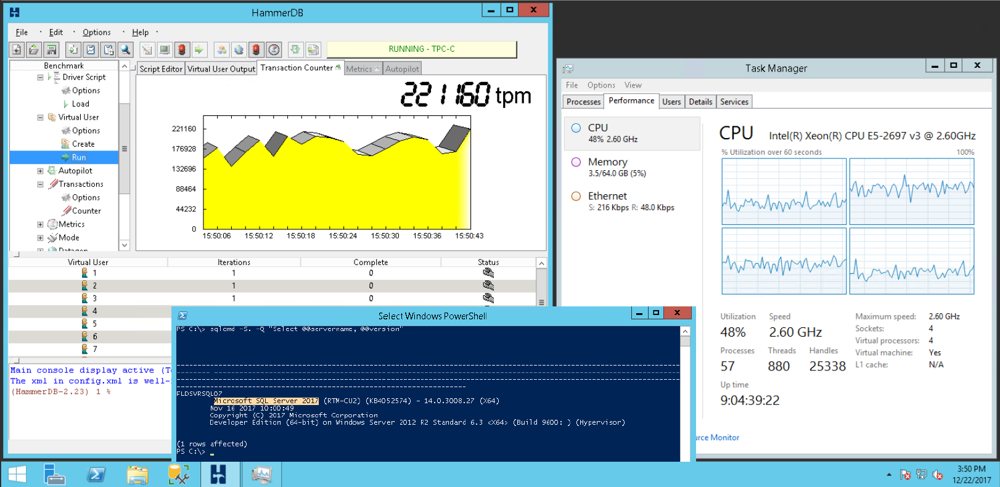 HammerDB
File Edit Options Help
RUNNING - TPC-C
Benchmark
Driver Script
Options
Load
Virtual User
Options
Create
Run
Autopilot
Transactions
Options
Counter
Metrics
Mode
Datagen
Script Editor Virtual User Output Transaction Counter Metrics Autopilot
221160 tpm
221160
176928
132696
88464
44232
0
15:50:06 15:50:12 15:50:18 15:50:24 15:50:30 15:50:36 15:50:43
Virtual User Iterations Complete Status
1 1 0
2 1 0
3 1 0
4
5
6
7
Main console display active (T
The xml in config.xml is well-
(HammerDB-2.23) 1 %
Select Windows PowerShell
PS C:\> sqlcmd -S. -Q "Select @@servername, @@version"
FLDSVRSQL07
Microsoft SQL Server 2017 (RTM-CU2) (KB4052574) - 14.0.3008.27 (X64)
Nov 16 2017 10:00:49
Copyright (C) 2017 Microsoft Corporation
Developer Edition (64-bit) on Windows Server 2012 R2 Standard 6.3 <X64> (Build 9600: ) (Hypervisor)
(1 rows affected)
PS C:\>
Task Manager
File Options View
Processes Performance Users Details Services
CPU
48% 2.60 GHz
Memory
3.5/64.0 GB (5%)
Ethernet
S: 216 Kbps R: 48.0 Kbps
CPU Intel(R) Xeon(R) CPU E5-2697 v3 @ 2.60GHz
% Utilization over 60 seconds 100%
Utilization Speed
48% 2.60 GHz
Processes Threads Handles
57 880 25338
Up time
9:04:39:22
Maximum speed: 2.60 GHz
Sockets: 4
Virtual processors: 4
Virtual machine: Yes
L1 cache: N/A
urce Monitor
3:50 PM
12/22/2017